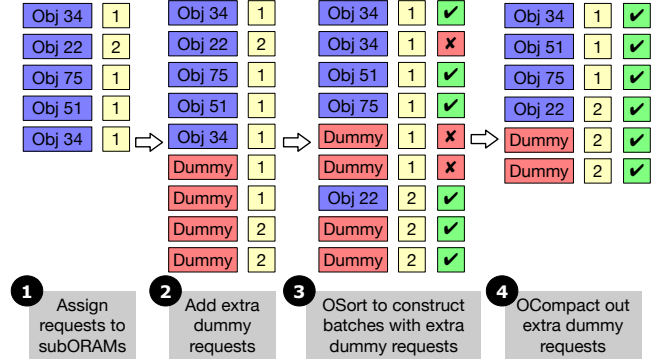 Obj 34 1
Obj 22 2
Obj 75 1
Obj 51 1
Obj 34 1
Obj 34 1
Obj 22 2
Obj 75 1
Obj 51 1
Obj 34 1
Dummy 1
Dummy 1
Dummy 2
Dummy 2
Obj 34 1 ✔
Obj 34 1 ✘
Obj 51 1 ✔
Obj 75 1 ✔
Dummy 1 ✘
Dummy 1 ✘
Obj 22 2 ✔
Dummy 2 ✔
Dummy 2 ✔
Obj 34 1 ✔
Obj 51 1 ✔
Obj 75 1 ✔
Obj 22 2 ✔
Dummy 2 ✔
Dummy 2 ✔
1
Assign
requests to
subORAMs
2
Add extra
dummy
requests
3
OSort to construct
batches with extra
dummy requests
4
OCompact out
extra dummy
requests